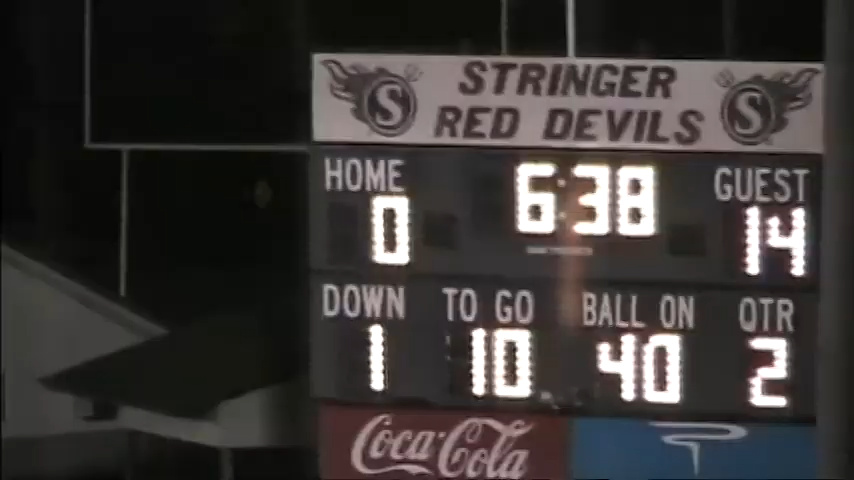 STRINGER
RED DEVILS
S
S
HOME
6:38
GUEST
0
14
DOWN
TO GO
BALL ON
QTR
1
10
40
2
Coca-Cola